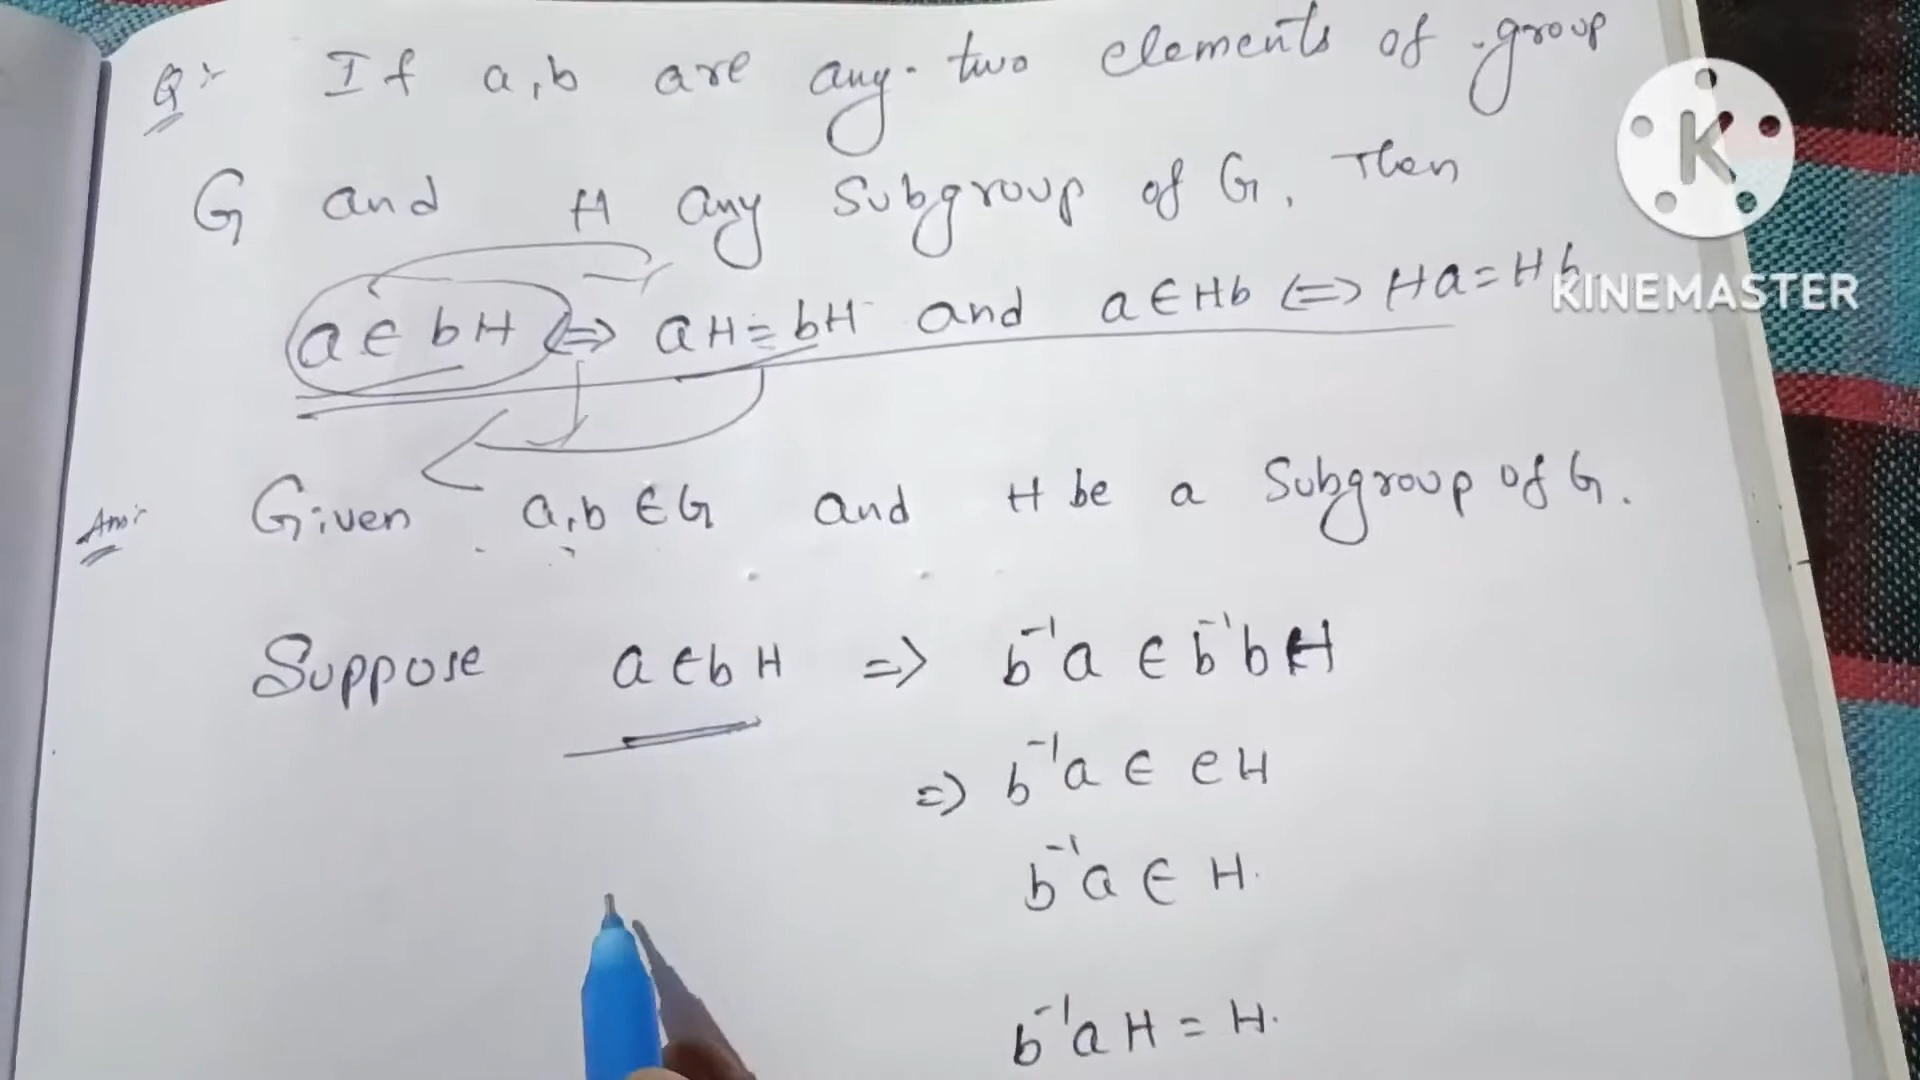 Q:- If a,b are any two elements of group
G and H any Subgroup of G. Then
a ∈ bH ⇔ aH = bH and a ∈ Hb ⇔ Ha = Hb
Ans:- Given a,b ∈ G and H be a Subgroup of G.
Suppose a ∈ bH ⇒ b⁻¹a ∈ b⁻¹bH
⇒ b⁻¹a ∈ eH
b⁻¹a ∈ H.
b⁻¹aH = H.
K
KINEMASTER